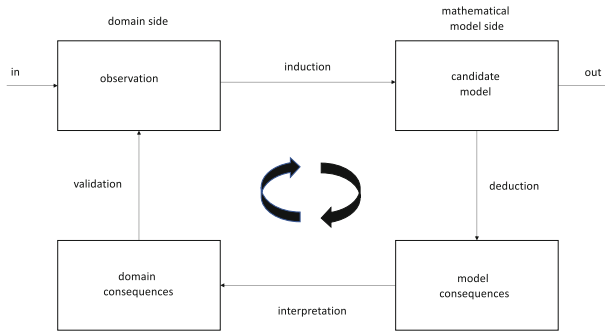 domain side
mathematical
model side
in
observation
induction
candidate
model
out
validation
deduction
domain
consequences
interpretation
model
consequences